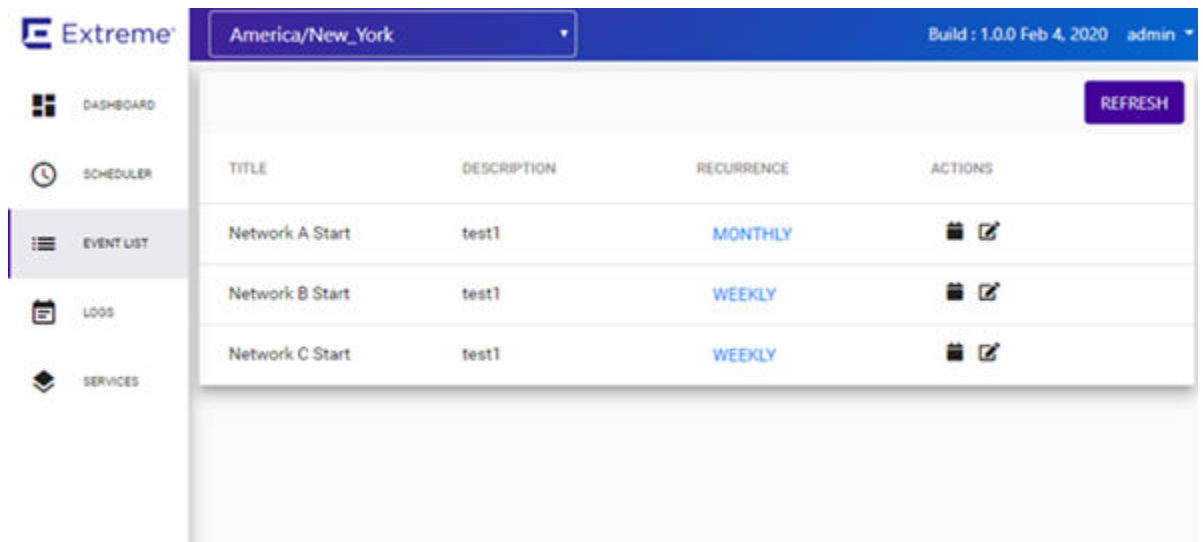 Extreme
America/New_York
Build : 1.0.0 Feb 4, 2020 admin
DASHBOARD
REFRESH
SCHEDULER
TITLE DESCRIPTION RECURRENCE ACTIONS
EVENT LIST
Network A Start test1 MONTHLY
Network B Start test1 WEEKLY
LOGS
Network C Start test1 WEEKLY
SERVICES